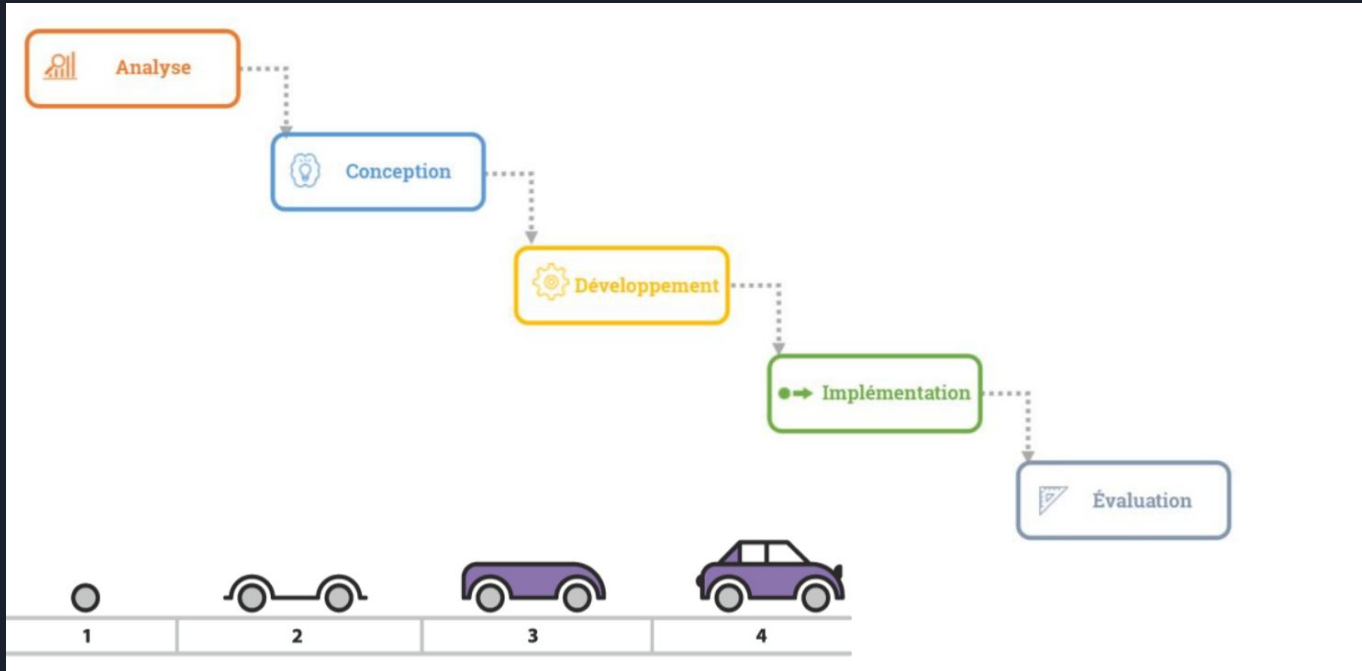 Analyse
Conception
Développement
Implémentation
Évaluation
1 2 3 4